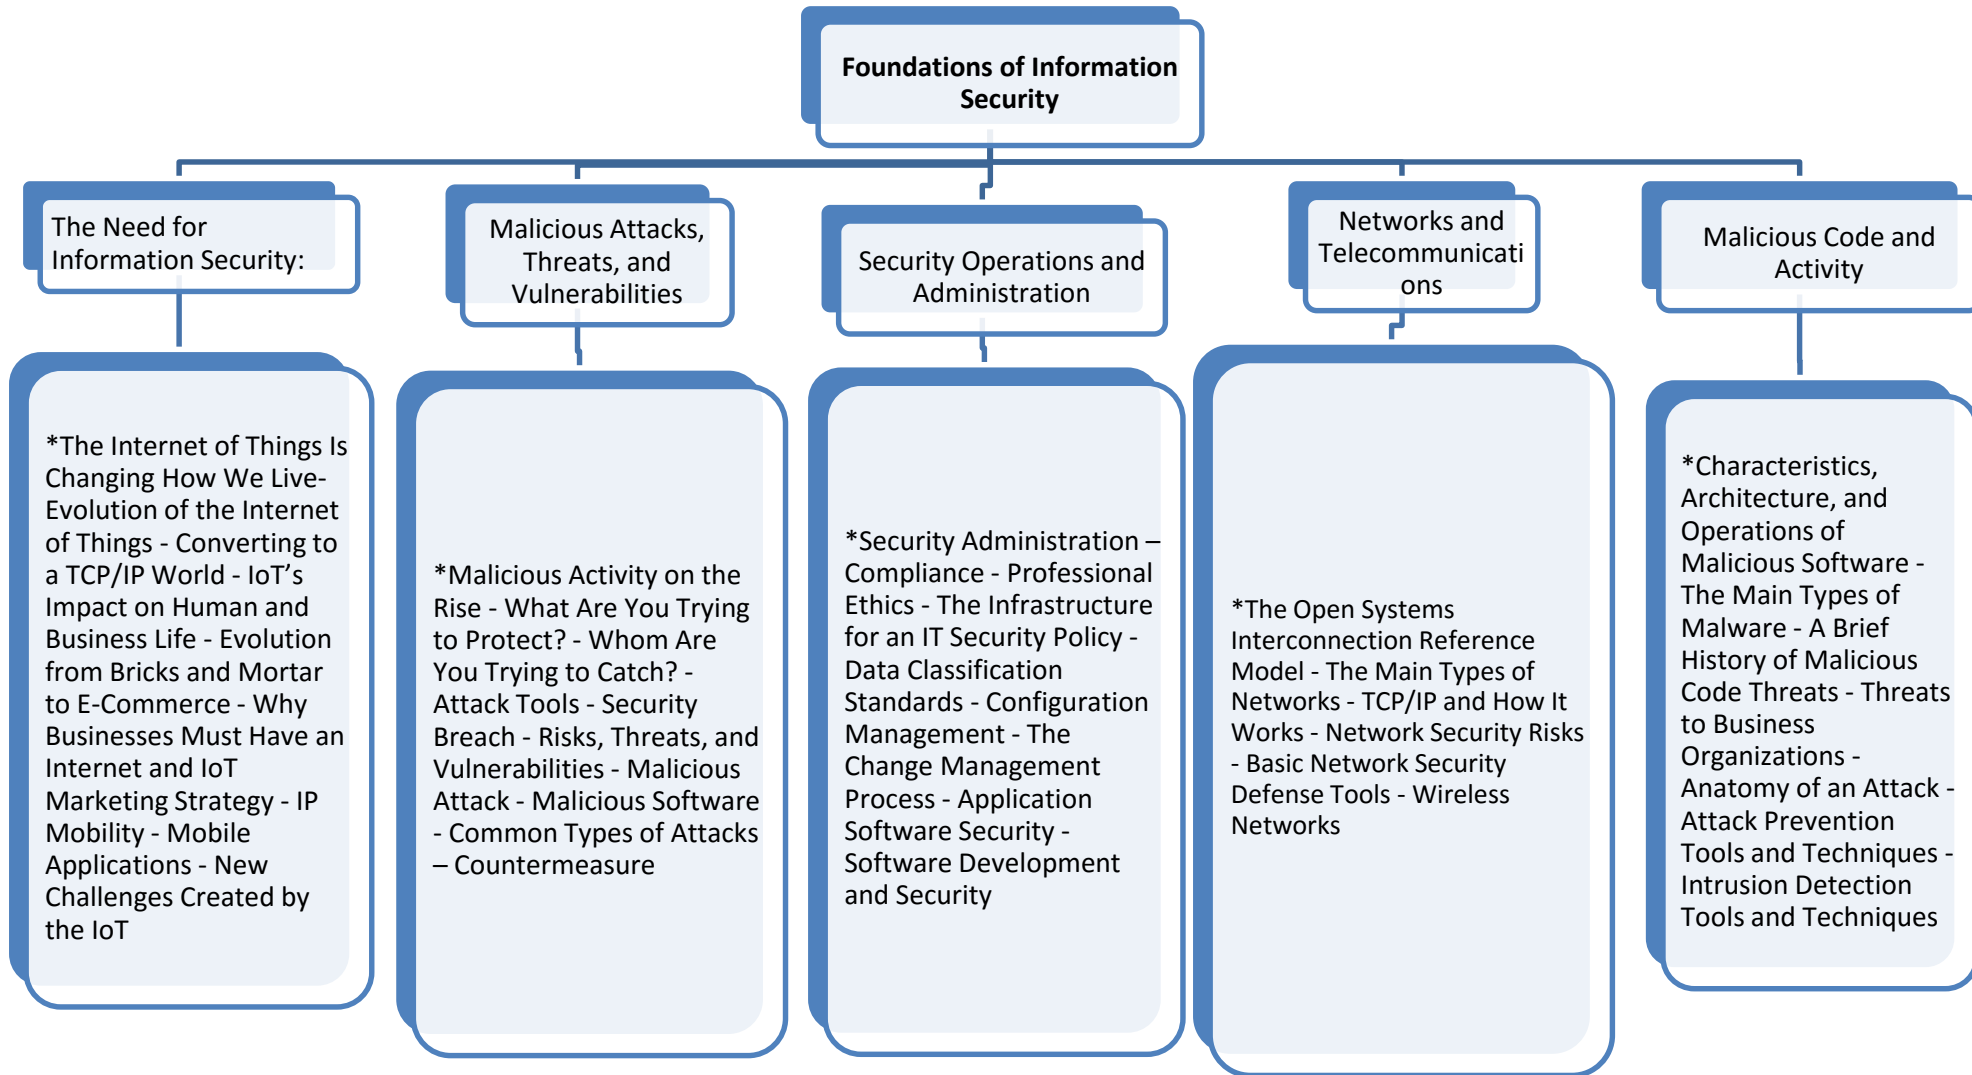 Foundations of Information
Security
The Need for
Information Security:
Malicious Attacks,
Threats, and
Vulnerabilities
Security Operations and
Administration
Networks and
Telecommunicati
ons
Malicious Code and
Activity
*The Internet of Things Is
Changing How We Live-
Evolution of the Internet
of Things - Converting to
a TCP/IP World - IoT’s
Impact on Human and
Business Life - Evolution
from Bricks and Mortar
to E-Commerce - Why
Businesses Must Have an
Internet and IoT
Marketing Strategy - IP
Mobility - Mobile
Applications - New
Challenges Created by
the IoT
*Malicious Activity on the
Rise - What Are You Trying
to Protect? - Whom Are
You Trying to Catch? -
Attack Tools - Security
Breach - Risks, Threats, and
Vulnerabilities - Malicious
Attack - Malicious Software
- Common Types of Attacks
– Countermeasure
*Security Administration –
Compliance - Professional
Ethics - The Infrastructure
for an IT Security Policy -
Data Classification
Standards - Configuration
Management - The
Change Management
Process - Application
Software Security -
Software Development
and Security
*The Open Systems
Interconnection Reference
Model - The Main Types of
Networks - TCP/IP and How It
Works - Network Security Risks
- Basic Network Security
Defense Tools - Wireless
Networks
*Characteristics,
Architecture, and
Operations of
Malicious Software -
The Main Types of
Malware - A Brief
History of Malicious
Code Threats - Threats
to Business
Organizations -
Anatomy of an Attack -
Attack Prevention
Tools and Techniques -
Intrusion Detection
Tools and Techniques